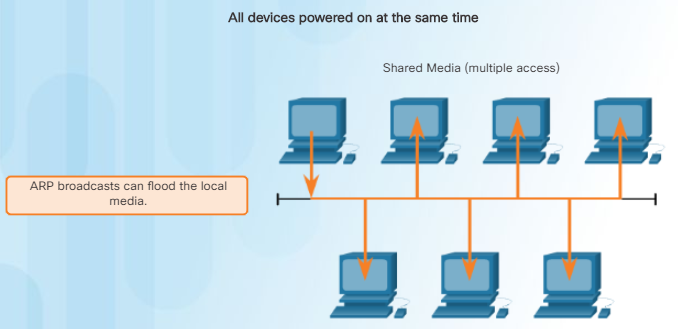 All devices powered on at the same time
Shared Media (multiple access)
ARP broadcasts can flood the local
media.